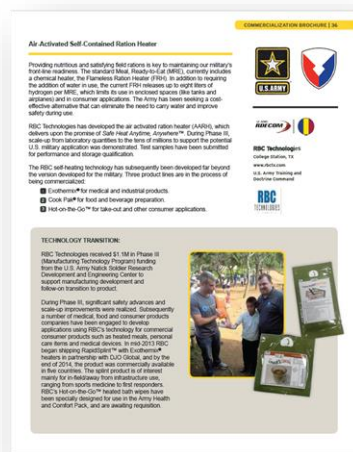 COMMERCIALIZATION BROCHURE | 36
Air-Activated Self-Contained Ration Heater
Providing nutritious and satisfying field rations is key to maintaining our military's
front-line readiness. The standard Meal, Ready-to-Eat (MRE), currently includes
a chemical heater, the Flameless Ration Heater (FRH). In addition to requiring
the addition of water in use, the current FRH releases up to eight liters of
hydrogen per MRE, which limits its use in enclosed spaces (like tanks and
airplanes) and in consumer applications. The Army has been seeking a cost-
effective alternative that can eliminate the need to carry water and improve
safety during use.
RBC Technologies has developed the air activated ration heater (AARH), which
delivers upon the promise of Safe Heat Anytime, Anywhere™. During Phase III,
scale-up from laboratory quantities to the tens of millions to support the potential
U.S. military application was demonstrated. Test samples have been submitted
for performance and storage qualification.
The RBC self-heating technology has subsequently been developed far beyond
the version developed for the military. Three product lines are in the process of
being commercialized:
1 Exothermix® for medical and industrial products.
2 Cook Pak® for food and beverage preparation.
3 Hot-on-the-Go™ for take-out and other consumer applications.
U.S. ARMY
RDECOM
RBC Technologies
College Station, TX
www.rbctx.com
U.S. Army Training and
Doctrine Command
RBC
TECHNOLOGIES
TECHNOLOGY TRANSITION:
RBC Technologies received $1.1M in Phase III
(Manufacturing Technology Program) funding
from the U.S. Army Natick Soldier Research
Development and Engineering Center to
support manufacturing development and
follow-on transition to product.
During Phase III, significant safety advances and
scale-up improvements were realized. Subsequently
a number of medical, food and consumer products
companies have been engaged to develop
applications using RBC's technology for commercial
consumer products such as heated meals, personal
care items and medical devices. In mid-2013 RBC
began shipping RapidSplint™ with Exothermix®
heaters in partnership with DJO Global, and by the
end of 2014, the product was commercially available
in five countries. The splint product is of interest
mainly for in-field/away from infrastructure use,
ranging from sports medicine to first responders.
RBC's Hot-on-the-Go™ heated bath wipes have
been specially designed for use in the Army Health
and Comfort Pack, and are awaiting requisition.